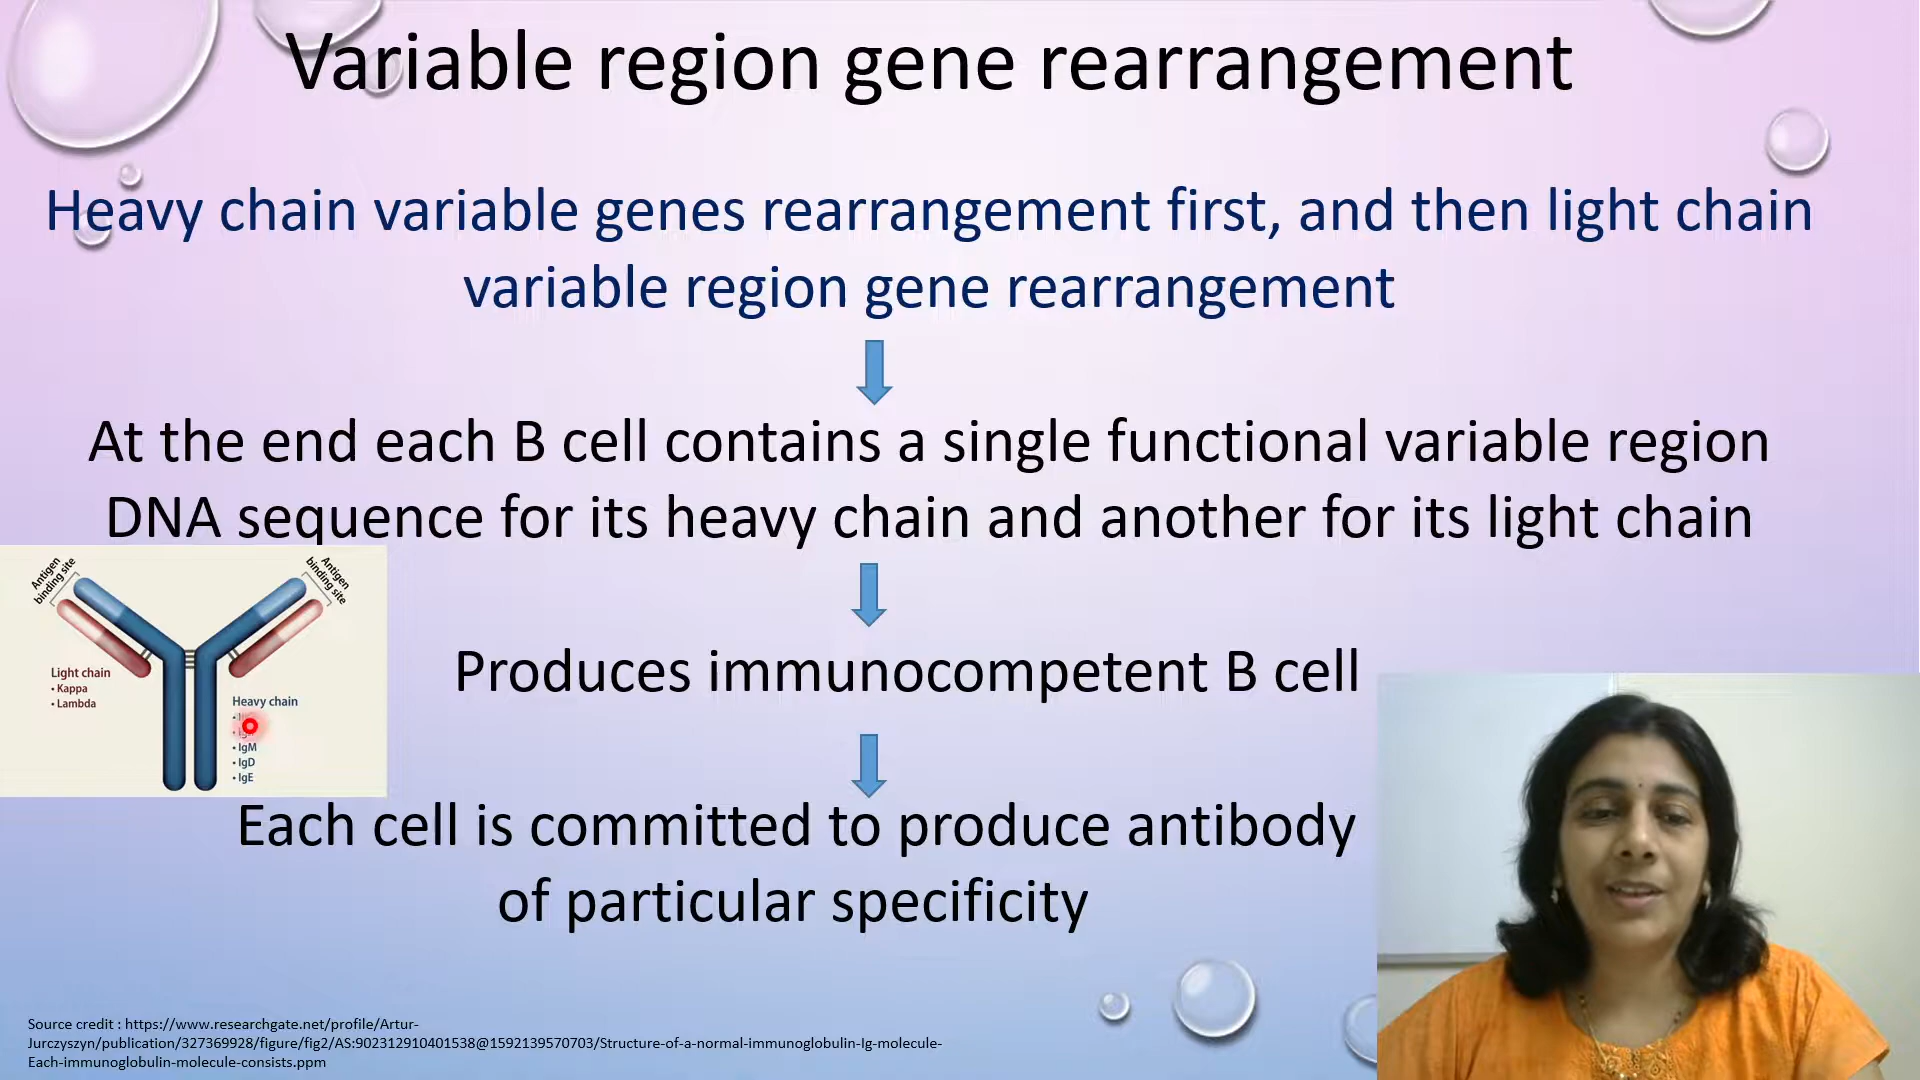 Variable region gene rearrangement
Heavy chain variable genes rearrangement first, and then light chain
variable region gene rearrangement
At the end each B cell contains a single functional variable region
DNA sequence for its heavy chain and another for its light chain
Antigen
binding site
Antigen
binding site
Light chain
• Kappa
• Lambda
Heavy chain
• IgM
• IgD
• IgE
Produces immunocompetent B cell
Each cell is committed to produce antibody
of particular specificity
Source credit : https://www.researchgate.net/profile/Artur-
Jurczyszyn/publication/327369928/figure/fig2/AS:902312910401538@1592139570703/Structure-of-a-normal-immunoglobulin-Ig-molecule-
Each-immunoglobulin-molecule-consists.ppm